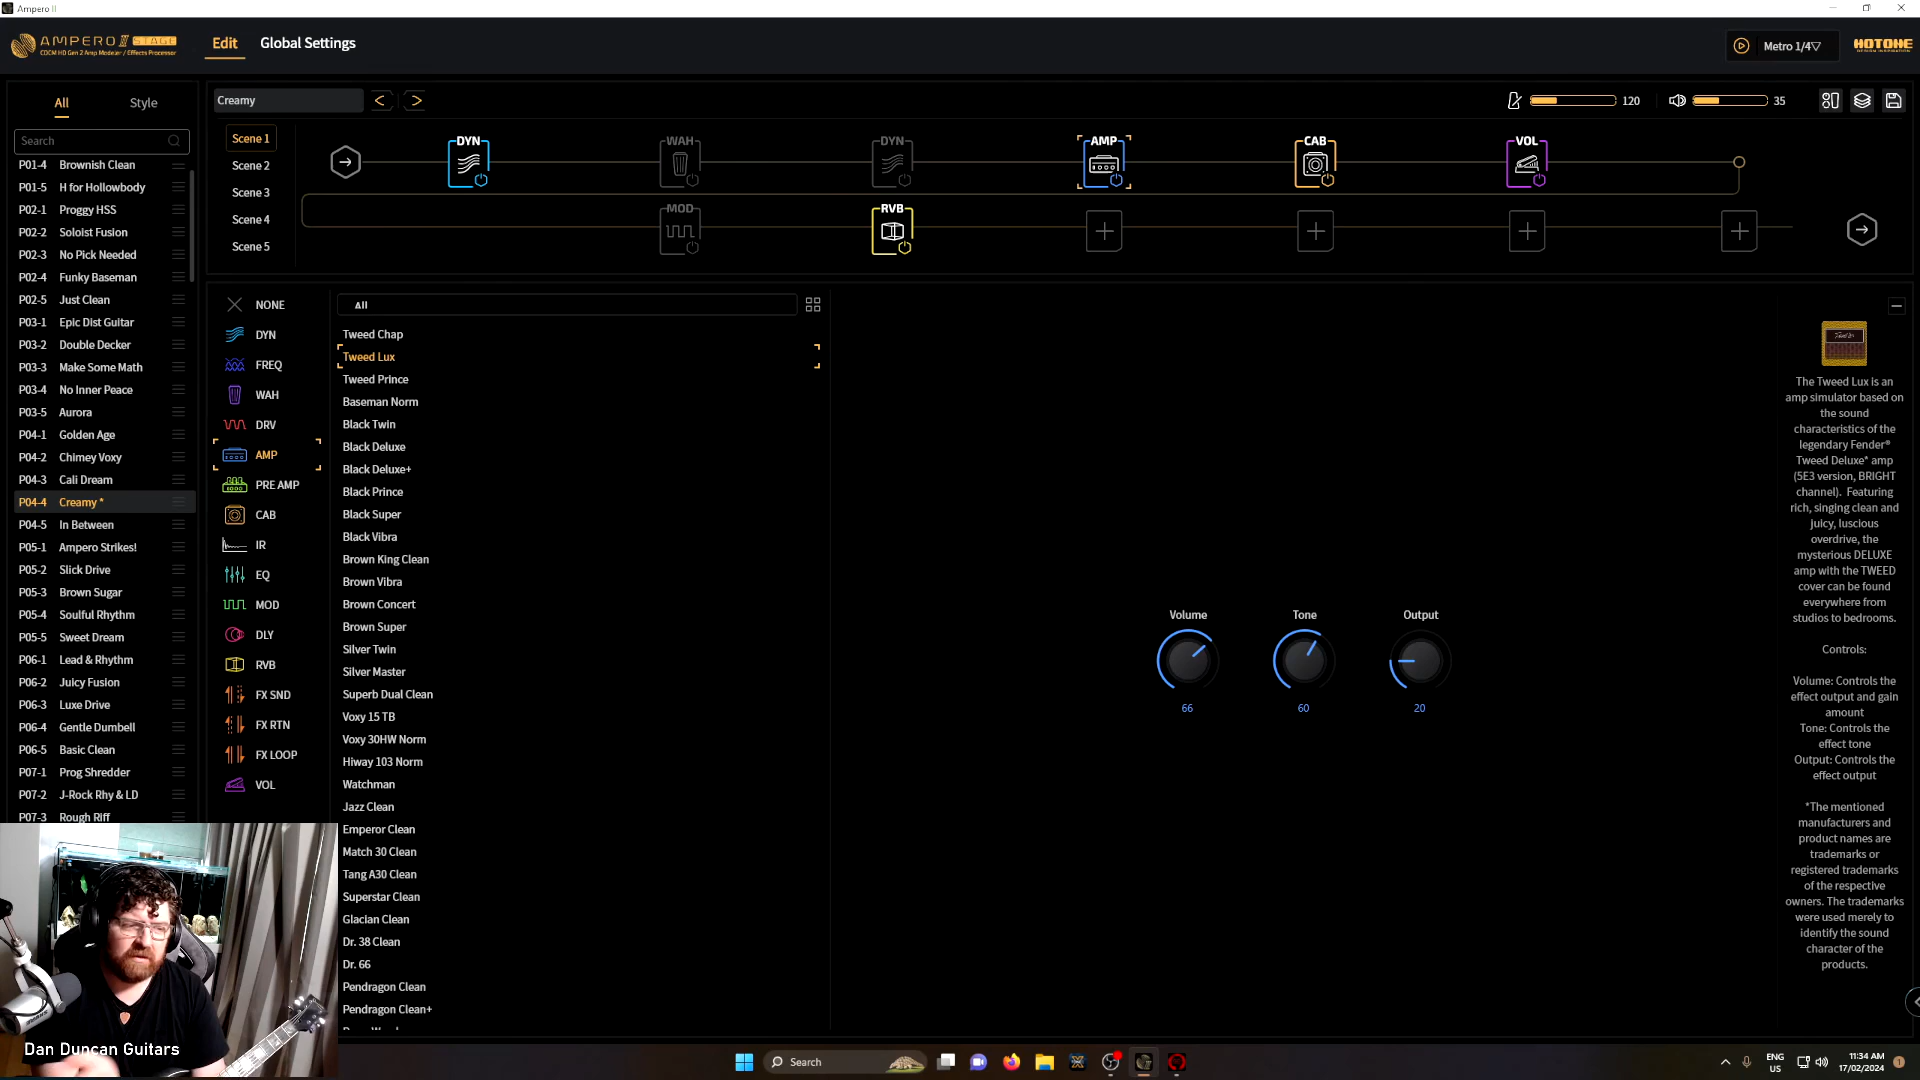 Ampero II
AMPERO II STAGE
CDCM HD Gen 2 Amp Modeler / Effects Processor
Edit
Global Settings
Metro 1/4▽
HOTONE
All
Style
Search
P01-4 Brownish Clean
P01-5 H for Hollowbody
P02-1 Proggy HSS
P02-2 Soloist Fusion
P02-3 No Pick Needed
P02-4 Funky Baseman
P02-5 Just Clean
P03-1 Epic Dist Guitar
P03-2 Double Decker
P03-3 Make Some Math
P03-4 No Inner Peace
P03-5 Aurora
P04-1 Golden Age
P04-2 Chimey Voxy
P04-3 Cali Dream
P04-4 Creamy *
P04-5 In Between
P05-1 Ampero Strikes!
P05-2 Slick Drive
P05-3 Brown Sugar
P05-4 Soulful Rhythm
P05-5 Sweet Dream
P06-1 Lead & Rhythm
P06-2 Juicy Fusion
P06-3 Luxe Drive
P06-4 Gentle Dumbell
P06-5 Basic Clean
P07-1 Prog Shredder
P07-2 J-Rock Rhy & LD
P07-3 Rough Riff
Creamy
120
35
Scene 1
Scene 2
Scene 3
Scene 4
Scene 5
DYN
WAH
DYN
AMP
CAB
VOL
MOD
RVB
NONE
DYN
FREQ
WAH
DRV
AMP
PRE AMP
CAB
IR
EQ
MOD
DLY
RVB
FX SND
FX RTN
FX LOOP
VOL
All
Tweed Chap
Tweed Lux
Tweed Prince
Baseman Norm
Black Twin
Black Deluxe
Black Deluxe+
Black Prince
Black Super
Black Vibra
Brown King Clean
Brown Vibra
Brown Concert
Brown Super
Silver Twin
Silver Master
Superb Dual Clean
Voxy 15 TB
Voxy 30HW Norm
Hiway 103 Norm
Watchman
Jazz Clean
Emperor Clean
Match 30 Clean
Tang A30 Clean
Superstar Clean
Glacian Clean
Dr. 38 Clean
Dr. 66
Pendragon Clean
Pendragon Clean+
Volume
Tone
Output
66
60
20
The Tweed Lux is an
amp simulator based on
the sound
characteristics of the
legendary Fender®
Tweed Deluxe* amp
(5E3 version, BRIGHT
channel). Featuring
rich, singing clean and
juicy, luscious
overdrive, the
mysterious DELUXE
amp with the TWEED
cover can be found
everywhere from
studios to bedrooms.
Controls:
Volume: Controls the
effect output and gain
amount
Tone: Controls the
effect tone
Output: Controls the
effect output
*The mentioned
manufacturers and
product names are
trademarks or
registered trademarks
of the respective
owners. The trademarks
were used merely to
identify the sound
character of the
products.
Dan Duncan Guitars
Search
ENG
US
11:34 AM
17/02/2024